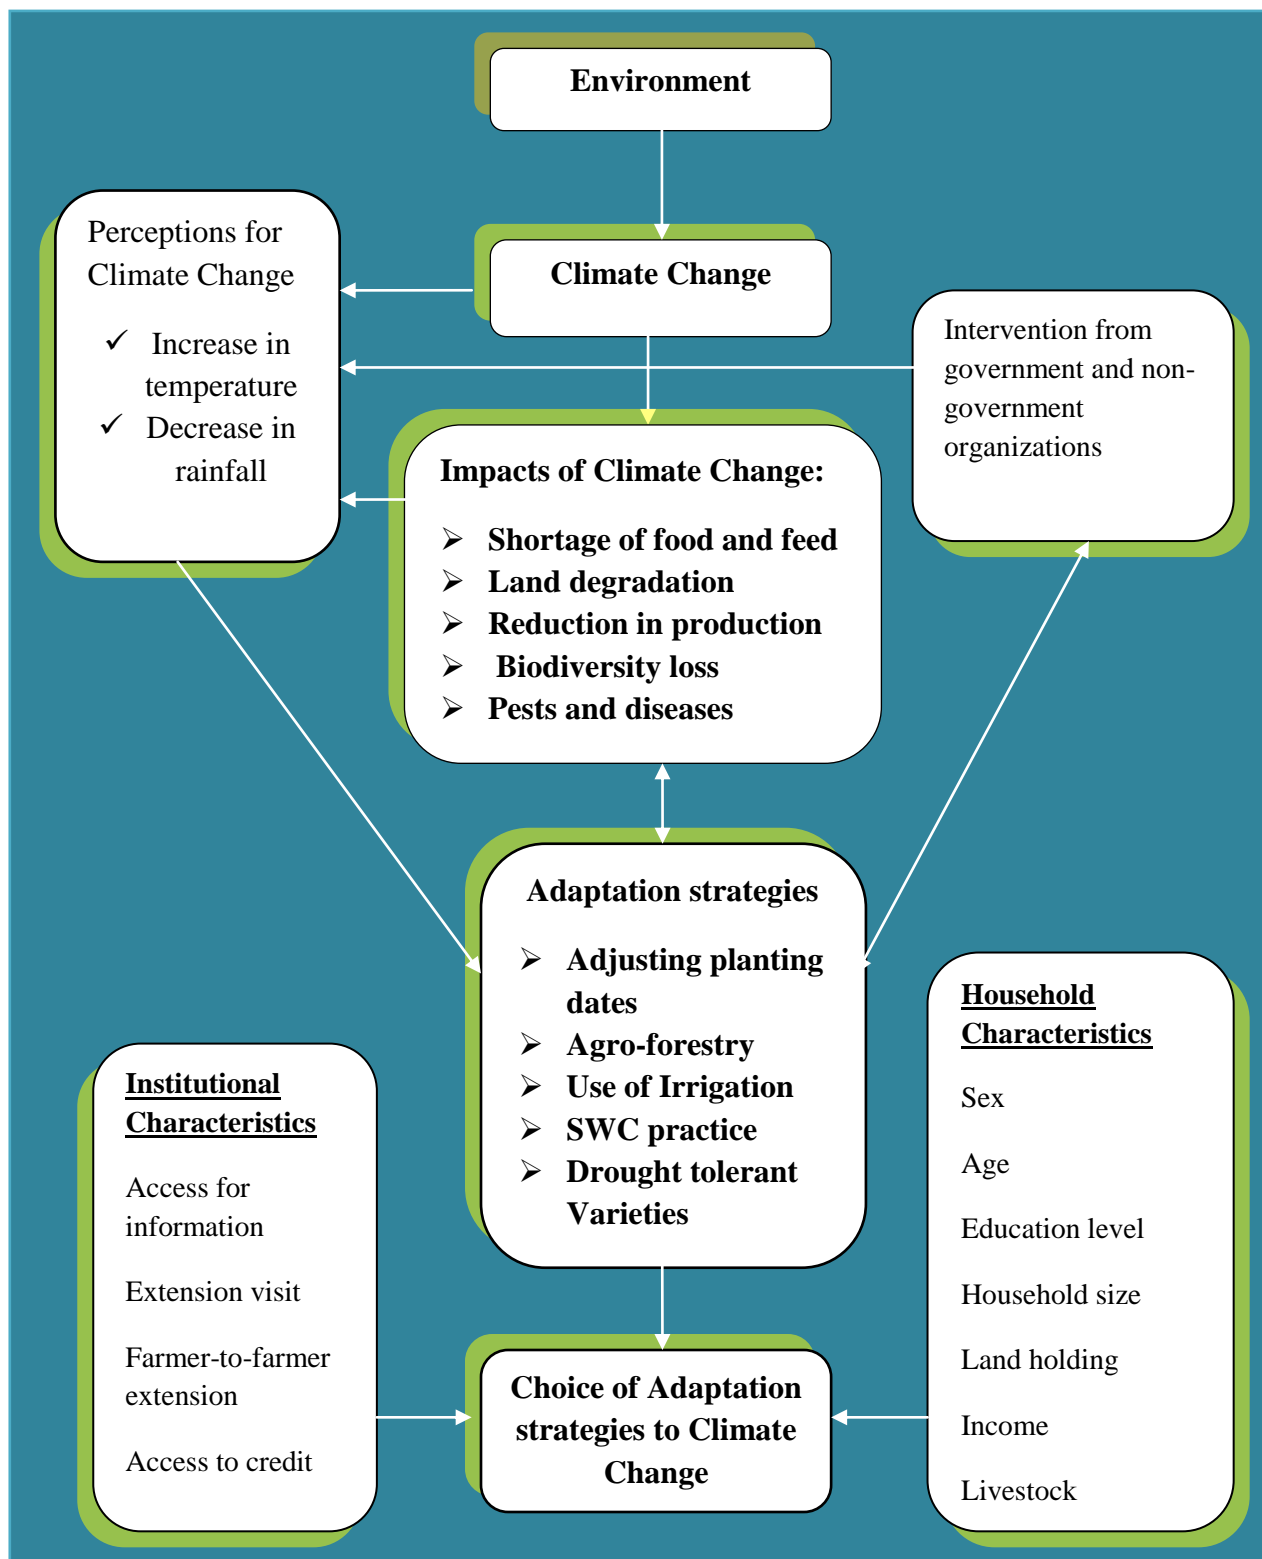 Environment
Perceptions for
Climate Change
✓ Increase in
temperature
✓ Decrease in
rainfall
Climate Change
Intervention from
government and non-
government
organizations
Impacts of Climate Change:
➢ Shortage of food and feed
➢ Land degradation
➢ Reduction in production
➢ Biodiversity loss
➢ Pests and diseases
Adaptation strategies
➢ Adjusting planting
dates
➢ Agro-forestry
➢ Use of Irrigation
➢ SWC practice
➢ Drought tolerant
Varieties
Institutional
Characteristics
Access for
information
Extension visit
Farmer-to-farmer
extension
Access to credit
Household
Characteristics
Sex
Age
Education level
Household size
Land holding
Income
Livestock
Choice of Adaptation
strategies to Climate
Change